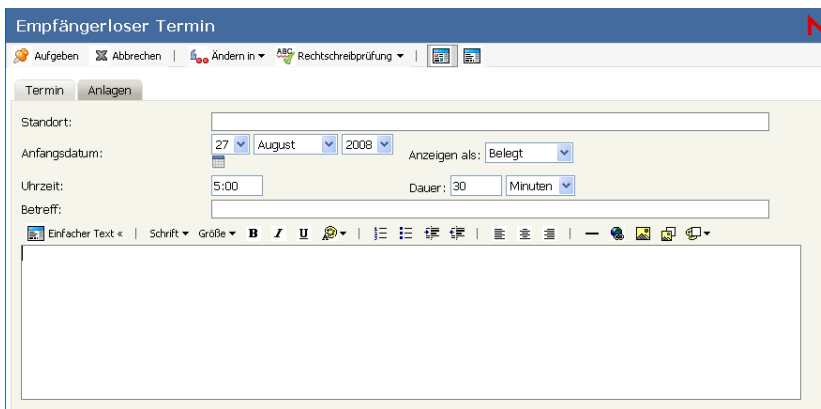 Empfängerloser Termin
Aufgeben Abbrechen | Ändern in ABC Rechtschreibprüfung |
Termin Anlagen
Standort:
Anfangsdatum: 27 August 2008 Anzeigen als: Belegt
Uhrzeit: 5:00 Dauer: 30 Minuten
Betreff:
Einfacher Text « | Schrift Größe B I U | | |